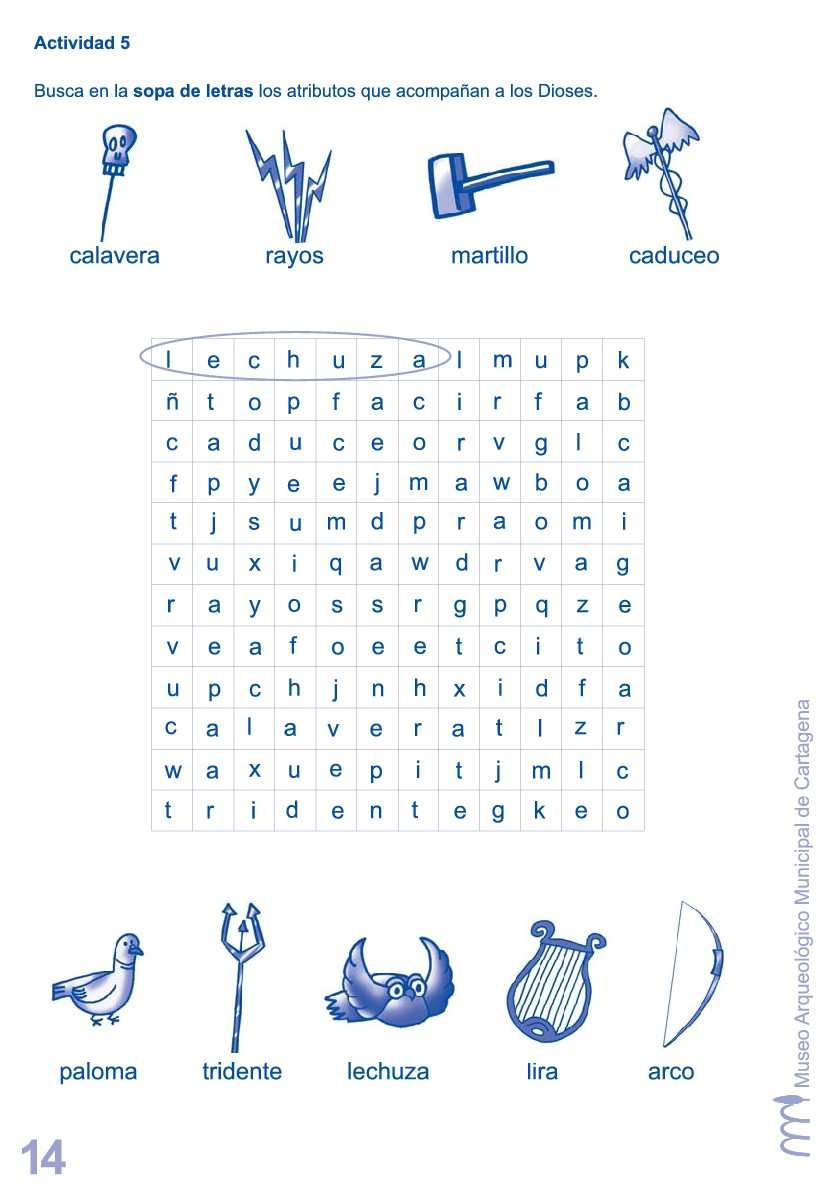 Actividad 5
Busca en la sopa de letras los atributos que acompañan a los Dioses.
calavera rayos martillo caduceo
l e c h u z a l m u p k
ñ t o p f a c i r f a b
c a d u c e o r v g l c
f p y e e j m a w b o a
t j s u m d p r a o m i
v u x i q a w d r v a g
r a y o s s r g p q z e
v e a f o e e t c i t o
u p c h j n h x i d f a
c a l a v e r a t l z r
w a x u e p i t j m l c
t r i d e n t e g k e o
paloma tridente lechuza lira arco
Museo Arqueológico Municipal de Cartagena
14